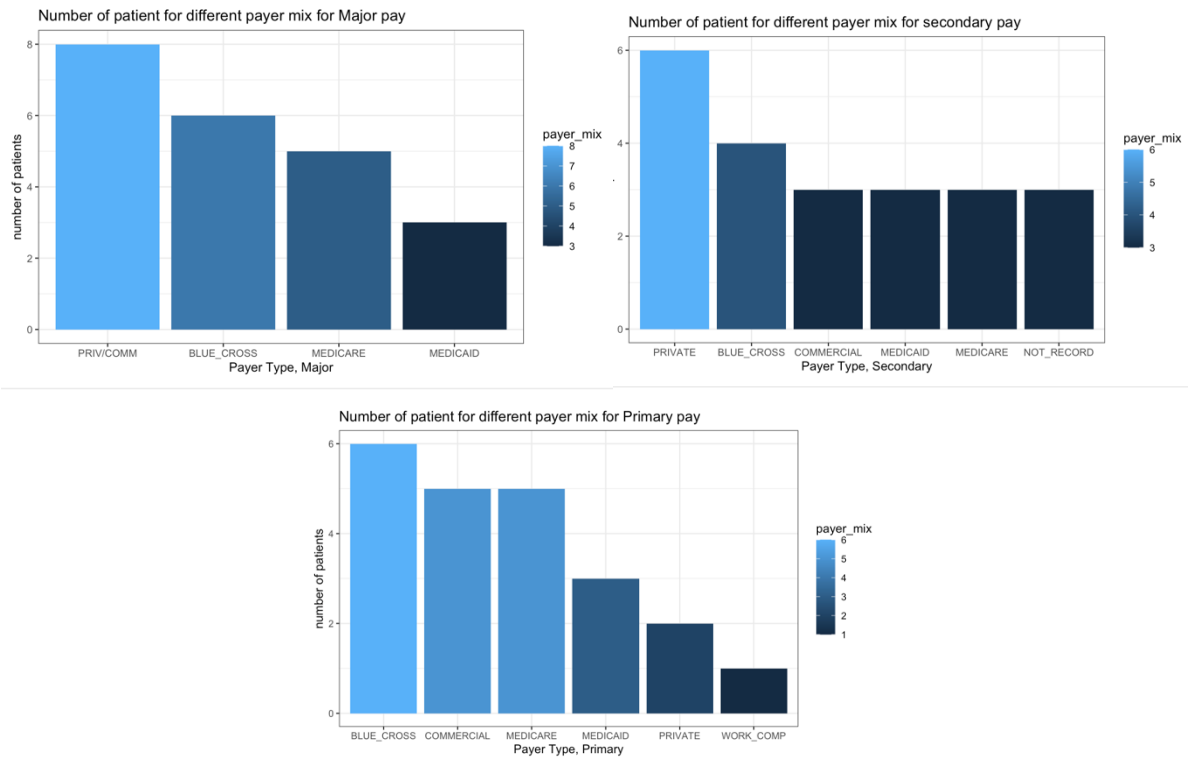 Number of patient for different payer mix for Major pay
number of patients
8
6
4
2
0
PRIV/COMM BLUE_CROSS MEDICARE MEDICAID
Payer Type, Major
payer_mix
8
7
6
5
4
3
Number of patient for different payer mix for secondary pay
6
4
2
0
PRIVATE BLUE_CROSS COMMERCIAL MEDICAID MEDICARE NOT_RECORD
Payer Type, Secondary
payer_mix
6
5
4
3
Number of patient for different payer mix for Primary pay
number of patients
6
4
2
0
BLUE_CROSS COMMERCIAL MEDICARE MEDICAID PRIVATE WORK_COMP
Payer Type, Primary
payer_mix
6
5
4
3
2
1